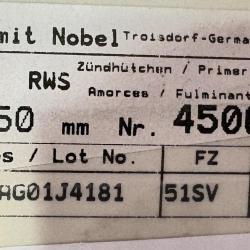 mit Nobel Troisdorf-Germa
Zündhütchen / Primer
RWS
Amorces / Fulminant
50 mm Nr. 4500
s / Lot No. FZ
AG01J4181 51SV